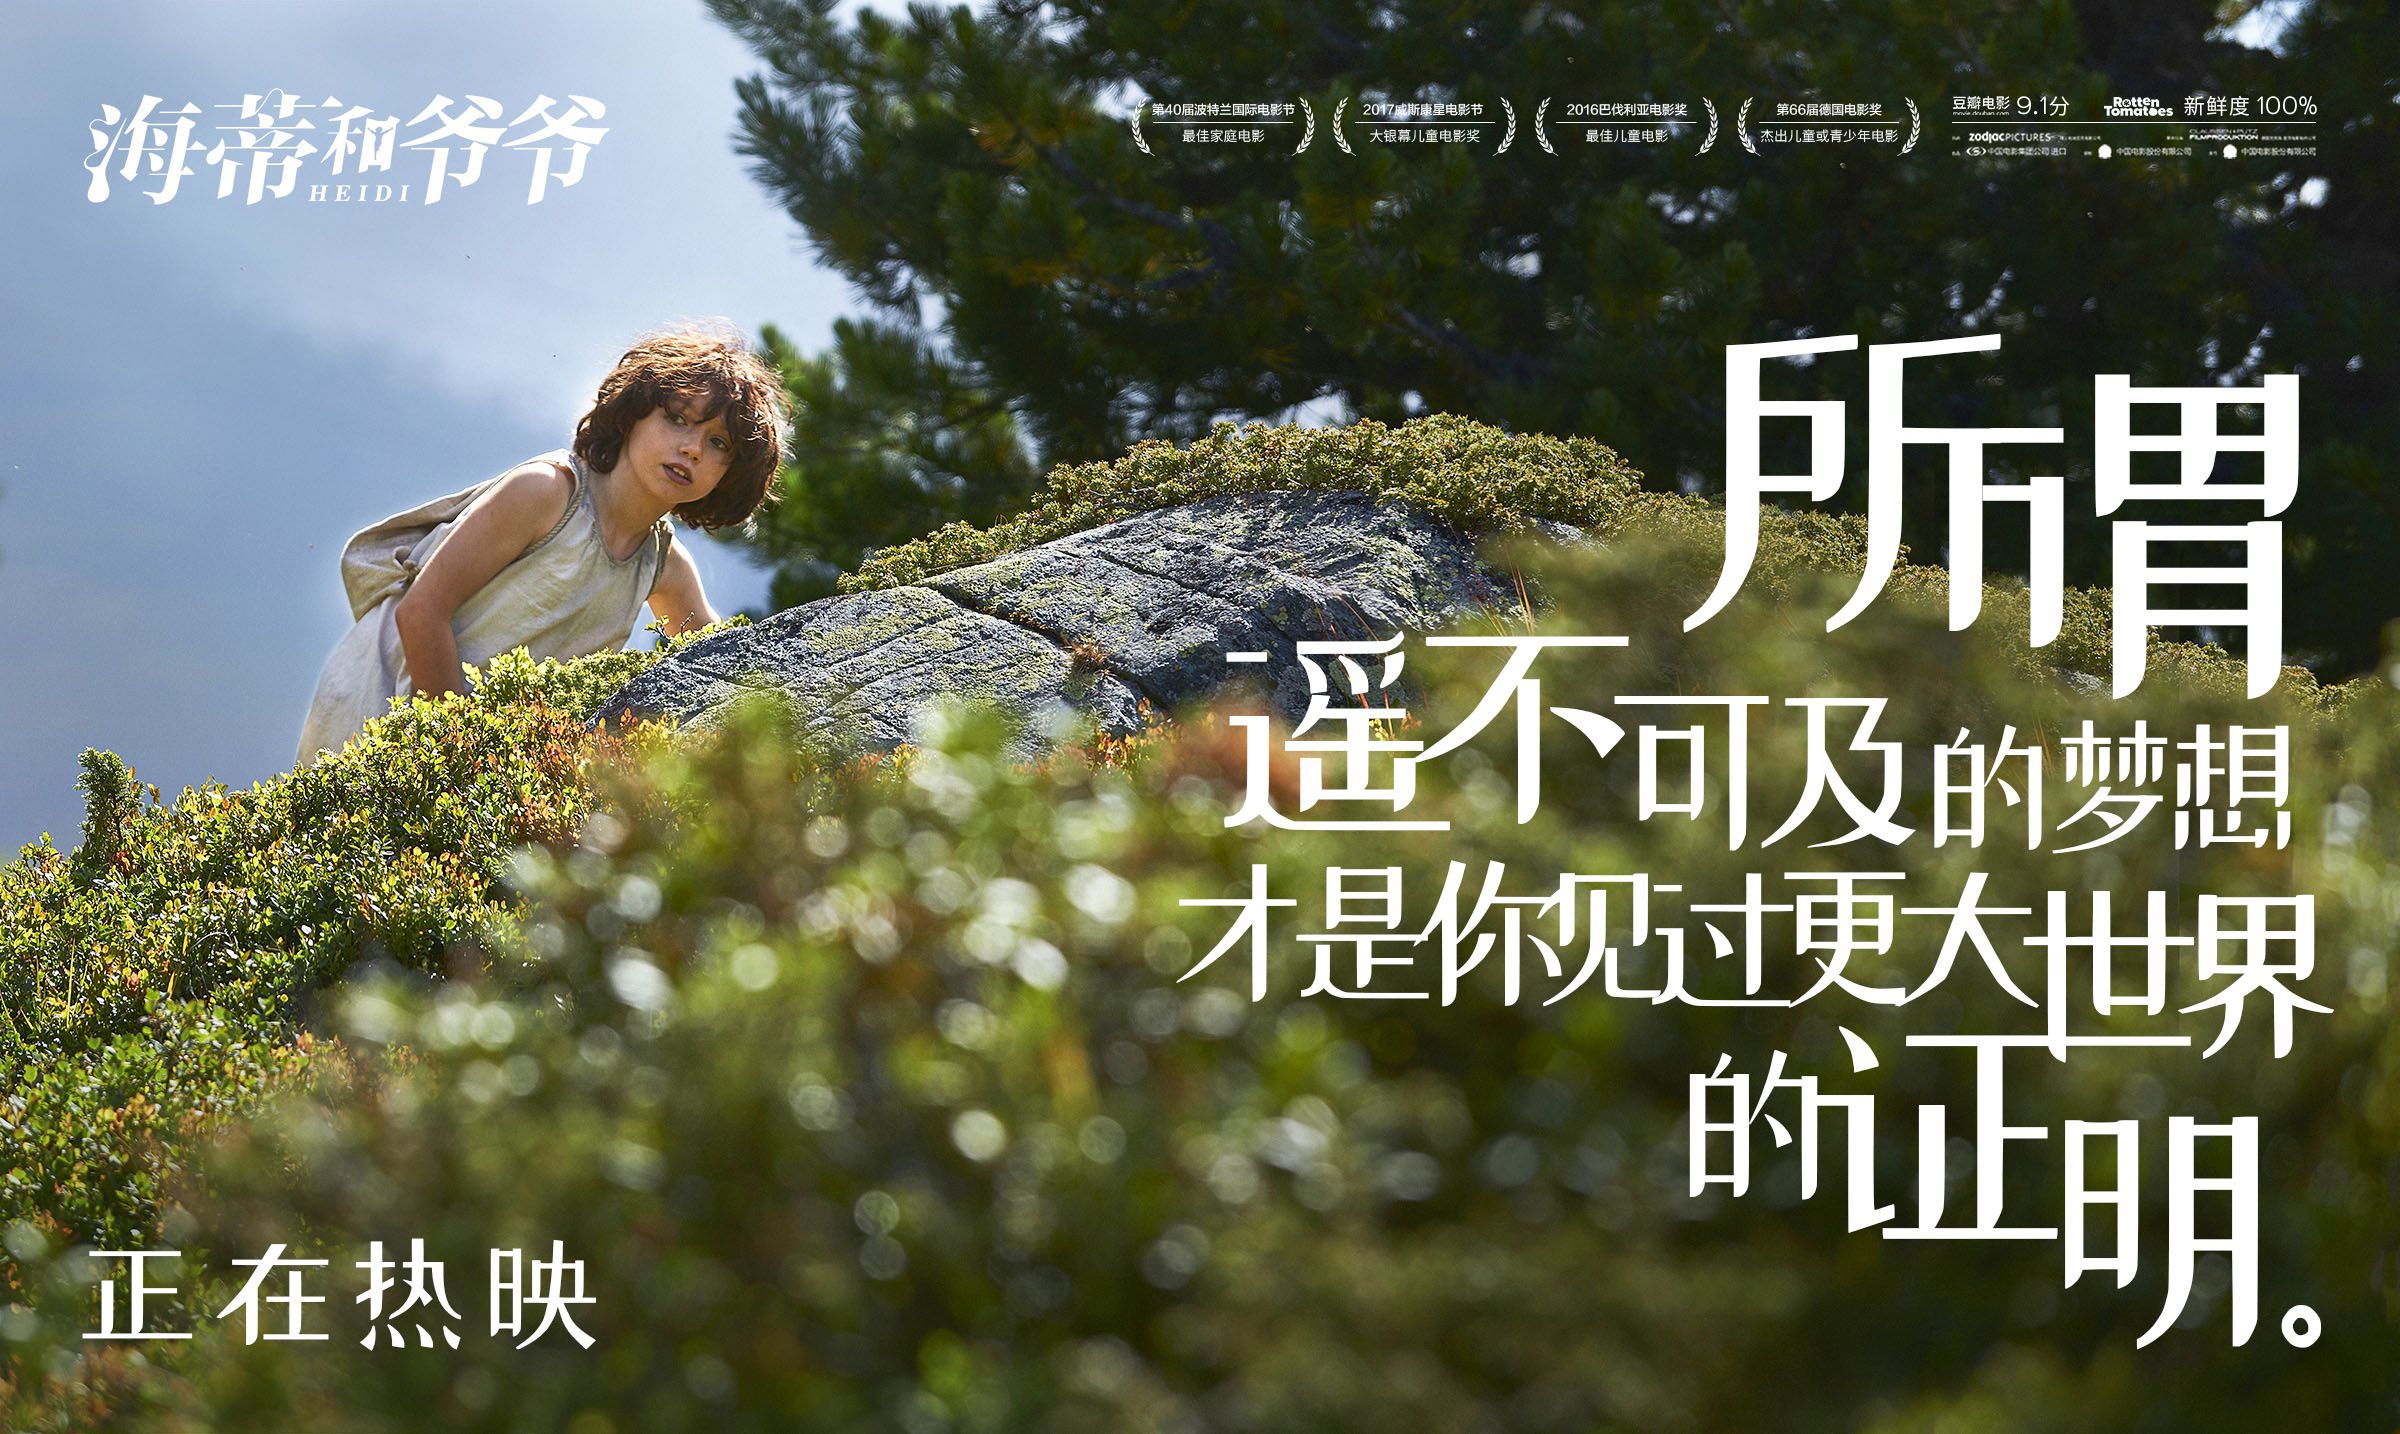 海蒂和爷爷
HEIDI
第40届波特兰国际电影节
最佳家庭电影
2017威斯康星电影节
大银幕儿童电影奖
2016巴伐利亚电影奖
最佳儿童电影
第66届德国电影奖
杰出儿童或青少年电影
豆瓣电影 9.1分
movie.douban.com
Rotten Tomatoes 新鲜度 100%
zodiac PICTURES
CLAUSSEN+PUTZ FILMPRODUKTION
中国电影集团公司 进口
中国电影股份有限公司
中国电影股份有限公司
所谓
遥不可及的梦想
才是你见过更大世界
的证明。
正在热映